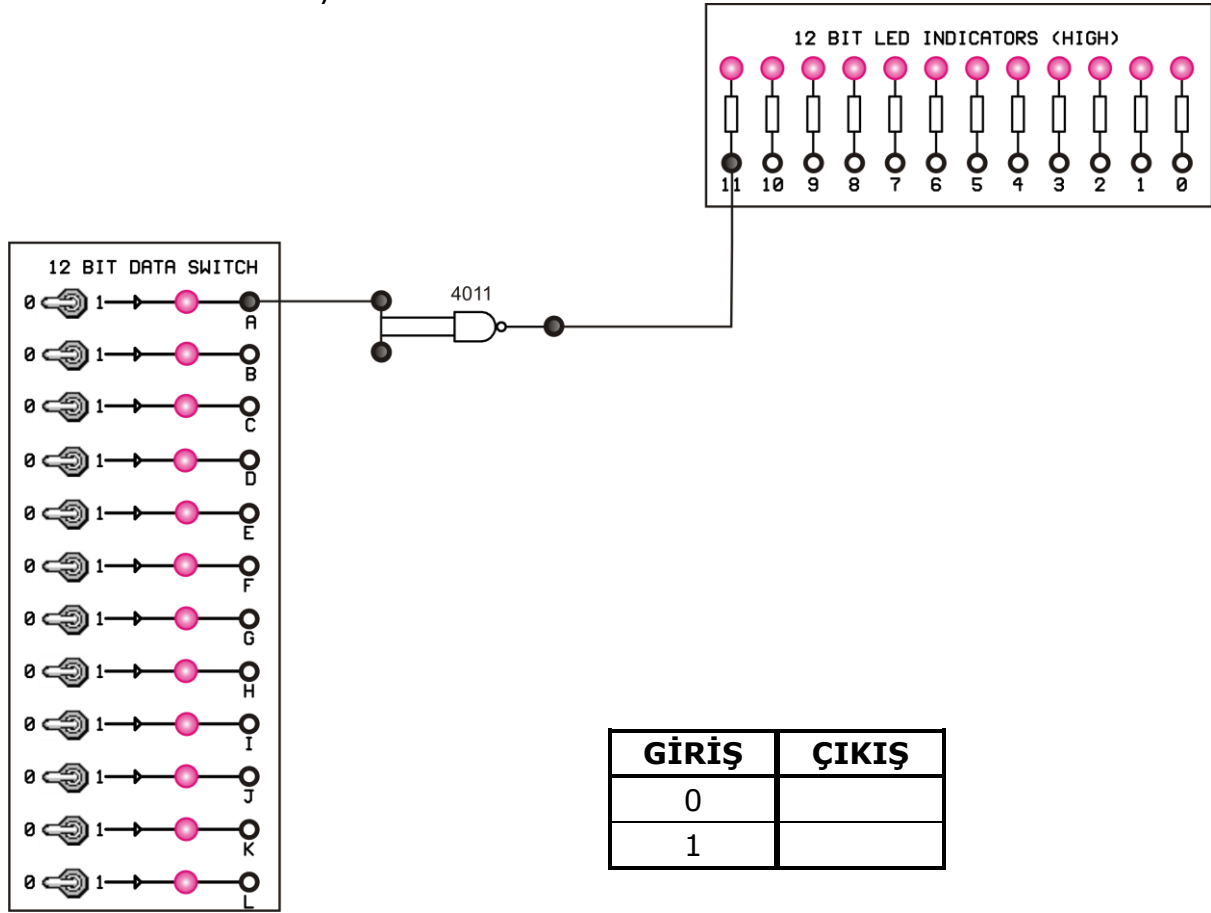 12 BIT LED INDICATORS (HIGH)
11 10 9 8 7 6 5 4 3 2 1 0
12 BIT DATA SWITCH
0 1 A
4011
0 1 B
0 1 C
0 1 D
0 1 E
0 1 F
0 1 G
0 1 H
0 1 I
0 1 J
0 1 K
0 1 L
GİRİŞ ÇIKIŞ
0
1